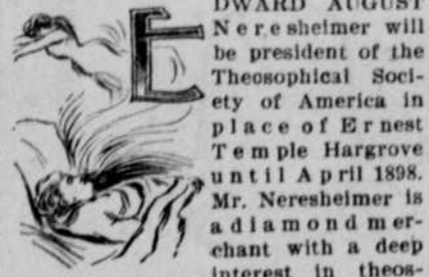 EDWARD AUGUST
Neresheimer will
be president of the
Theosophical Soci-
ety of America in
place of Ernest
Temple Hargrove
until April 1898.
Mr. Neresheimer is
a diamond mer-
chant with a deep
interest in theos-